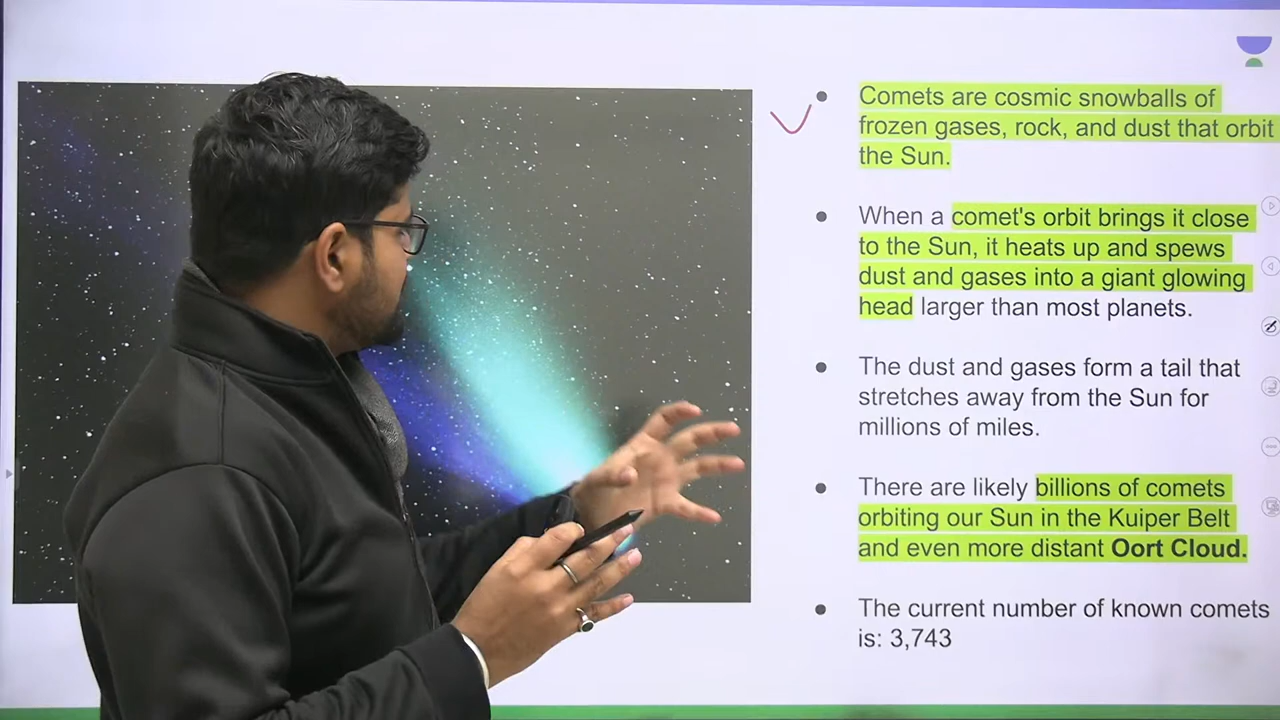 Comets are cosmic snowballs of
frozen gases, rock, and dust that orbit
the Sun.
When a comet's orbit brings it close
to the Sun, it heats up and spews
dust and gases into a giant glowing
head larger than most planets.
The dust and gases form a tail that
stretches away from the Sun for
millions of miles.
There are likely billions of comets
orbiting our Sun in the Kuiper Belt
and even more distant Oort Cloud.
The current number of known comets
is: 3,743